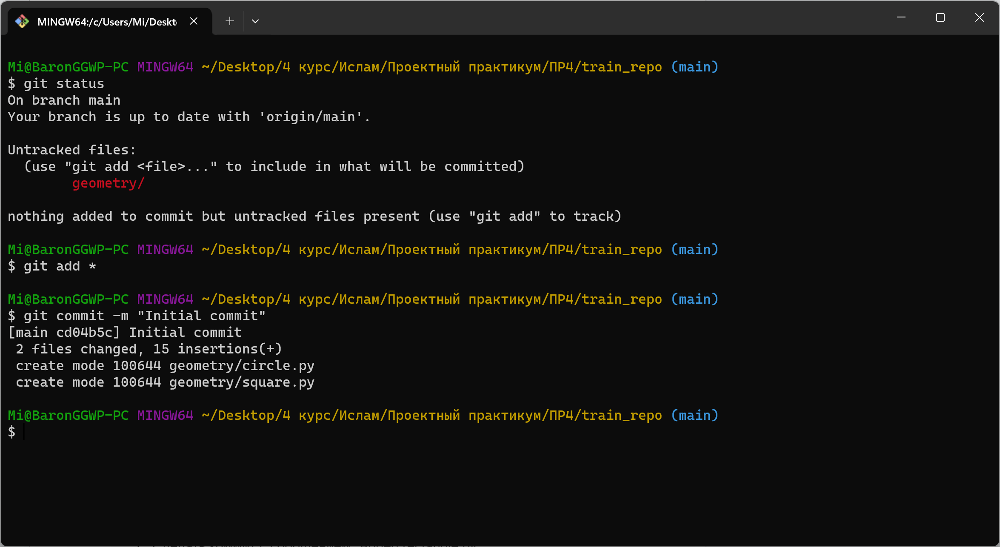 MINGW64:/c/Users/Mi/Deskt
Mi@BaronGGWP-PC MINGW64 ~/Desktop/4 курс/Ислам/Проектный практикум/ПР4/train_repo (main)
$ git status
On branch main
Your branch is up to date with 'origin/main'.
Untracked files:
  (use "git add <file>..." to include in what will be committed)
        geometry/
nothing added to commit but untracked files present (use "git add" to track)
Mi@BaronGGWP-PC MINGW64 ~/Desktop/4 курс/Ислам/Проектный практикум/ПР4/train_repo (main)
$ git add *
Mi@BaronGGWP-PC MINGW64 ~/Desktop/4 курс/Ислам/Проектный практикум/ПР4/train_repo (main)
$ git commit -m "Initial commit"
[main cd04b5c] Initial commit
 2 files changed, 15 insertions(+)
 create mode 100644 geometry/circle.py
 create mode 100644 geometry/square.py
Mi@BaronGGWP-PC MINGW64 ~/Desktop/4 курс/Ислам/Проектный практикум/ПР4/train_repo (main)
$